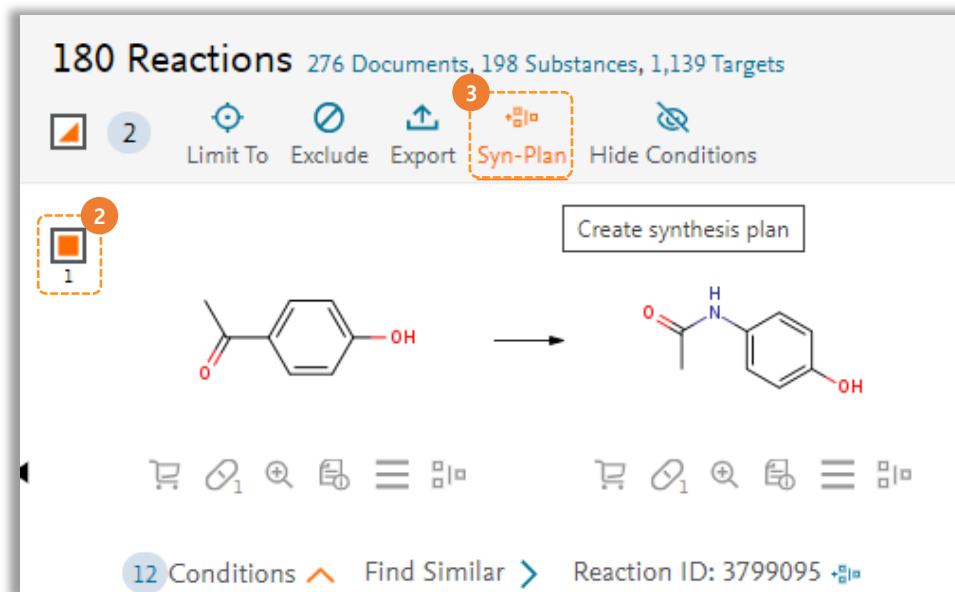 180 Reactions 276 Documents, 198 Substances, 1,139 Targets
3
2 Limit To Exclude Export Syn-Plan Hide Conditions
2
1
Create synthesis plan
O OH
O H N OH
1 1
12 Conditions Find Similar Reaction ID: 3799095